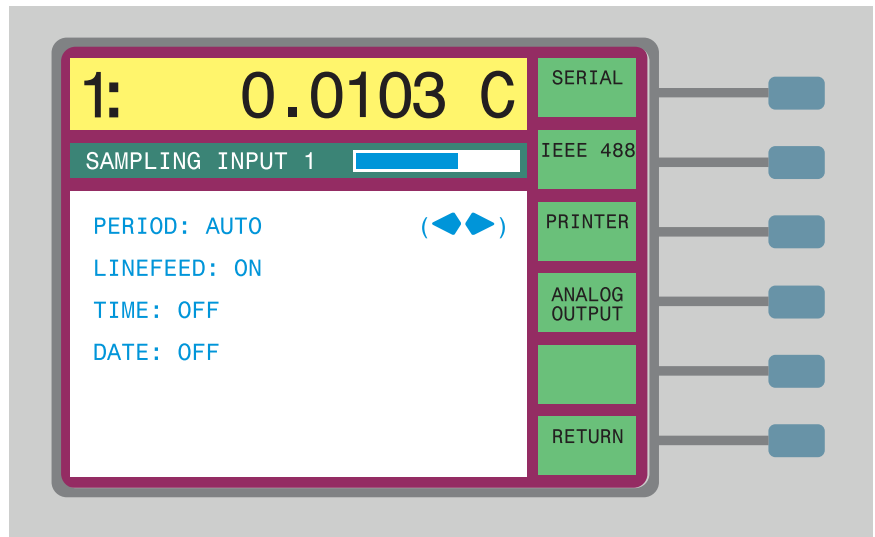 1: 0.0103 C
SAMPLING INPUT 1
PERIOD: AUTO (◀▶)
LINEFEED: ON
TIME: OFF
DATE: OFF
SERIAL
IEEE 488
PRINTER
ANALOG
OUTPUT
RETURN